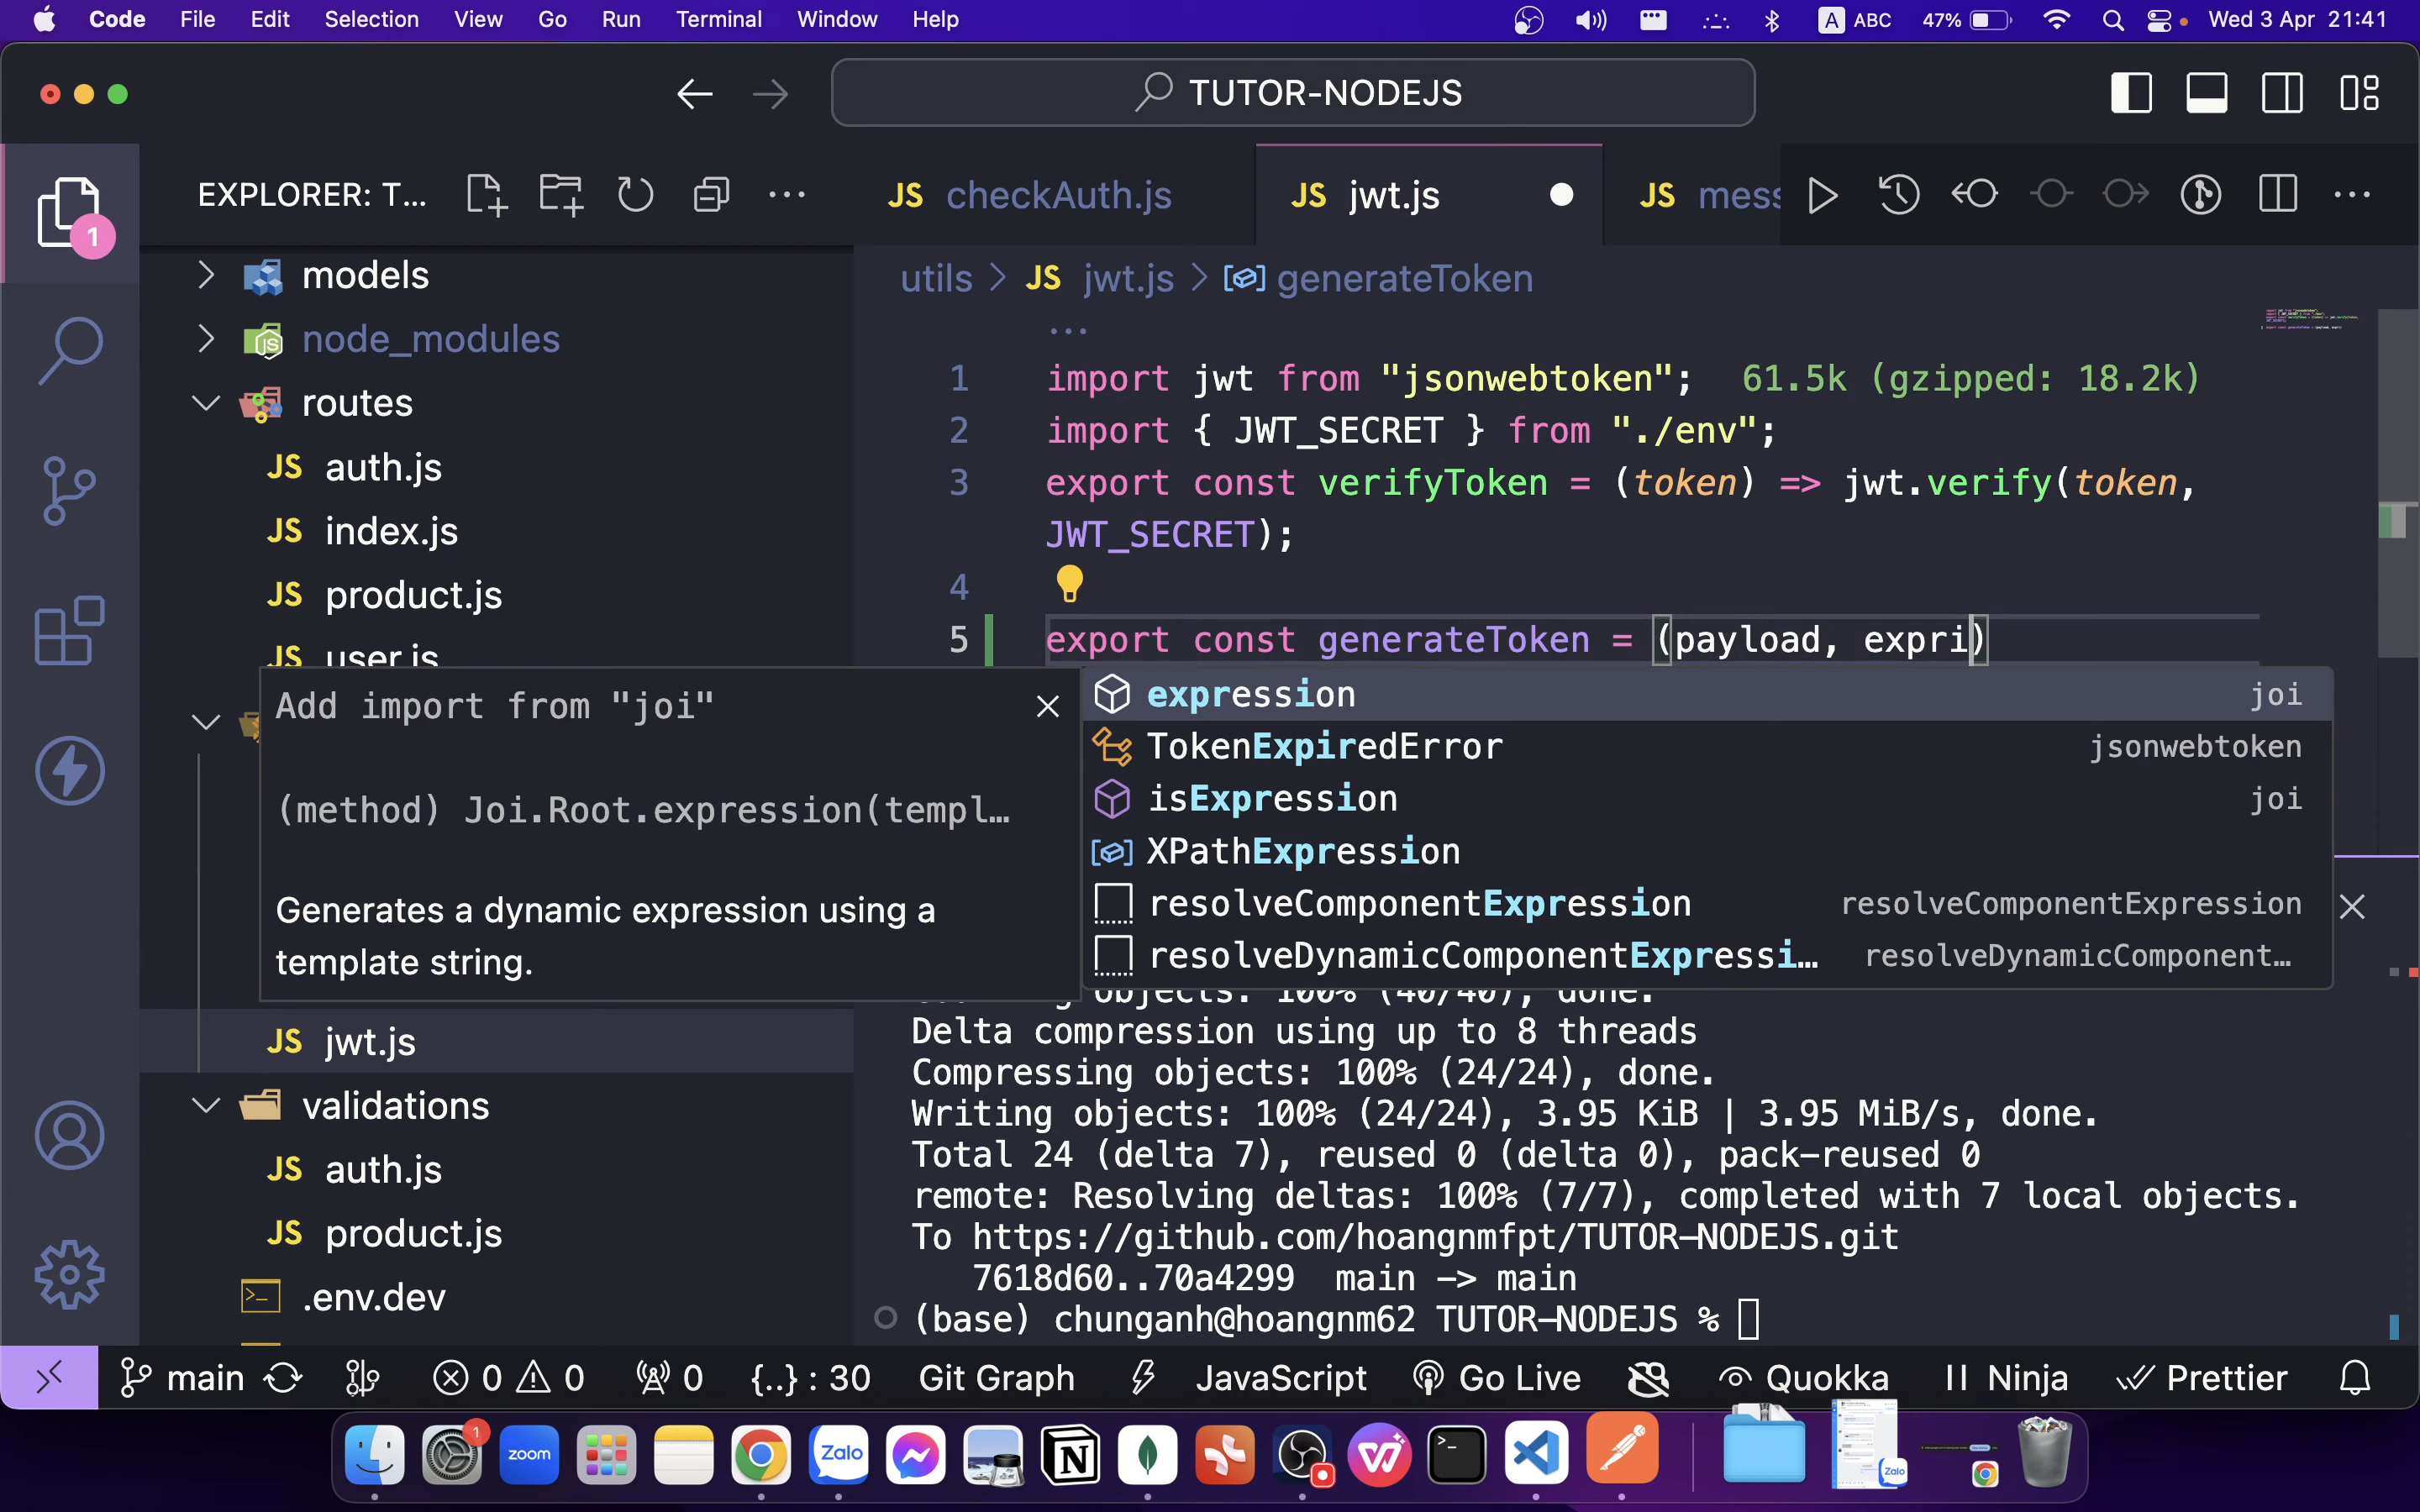 Code File Edit Selection View Go Run Terminal Window Help A ABC 47% Wed 3 Apr 21:41
TUTOR-NODEJS
EXPLORER: T...
1
models
node_modules
routes
JS auth.js
JS index.js
JS product.js
JS user.js
JS jwt.js
validations
JS auth.js
JS product.js
.env.dev
JS checkAuth.js JS jwt.js JS mess
utils > JS jwt.js > generateToken
...
1 import jwt from "jsonwebtoken"; 61.5k (gzipped: 18.2k)
2 import { JWT_SECRET } from "./env";
3 export const verifyToken = (token) => jwt.verify(token,
JWT_SECRET);
4
5 export const generateToken = (payload, expri)
Add import from "joi"
(method) Joi.Root.expression(templ…
Generates a dynamic expression using a
template string.
expression joi
TokenExpiredError jsonwebtoken
isExpression joi
XPathExpression
resolveComponentExpression resolveComponentExpression
resolveDynamicComponentExpressi… resolveDynamicComponent…
objects: 100% (40/40), done.
Delta compression using up to 8 threads
Compressing objects: 100% (24/24), done.
Writing objects: 100% (24/24), 3.95 KiB | 3.95 MiB/s, done.
Total 24 (delta 7), reused 0 (delta 0), pack-reused 0
remote: Resolving deltas: 100% (7/7), completed with 7 local objects.
To https://github.com/hoangnmfpt/TUTOR-NODEJS.git
7618d60..70a4299 main -> main
(base) chunganh@hoangnm62 TUTOR-NODEJS %
main 0 0 0 {..} : 30 Git Graph JavaScript Go Live Quokka Ninja Prettier
1 zoom Zalo N W Zalo